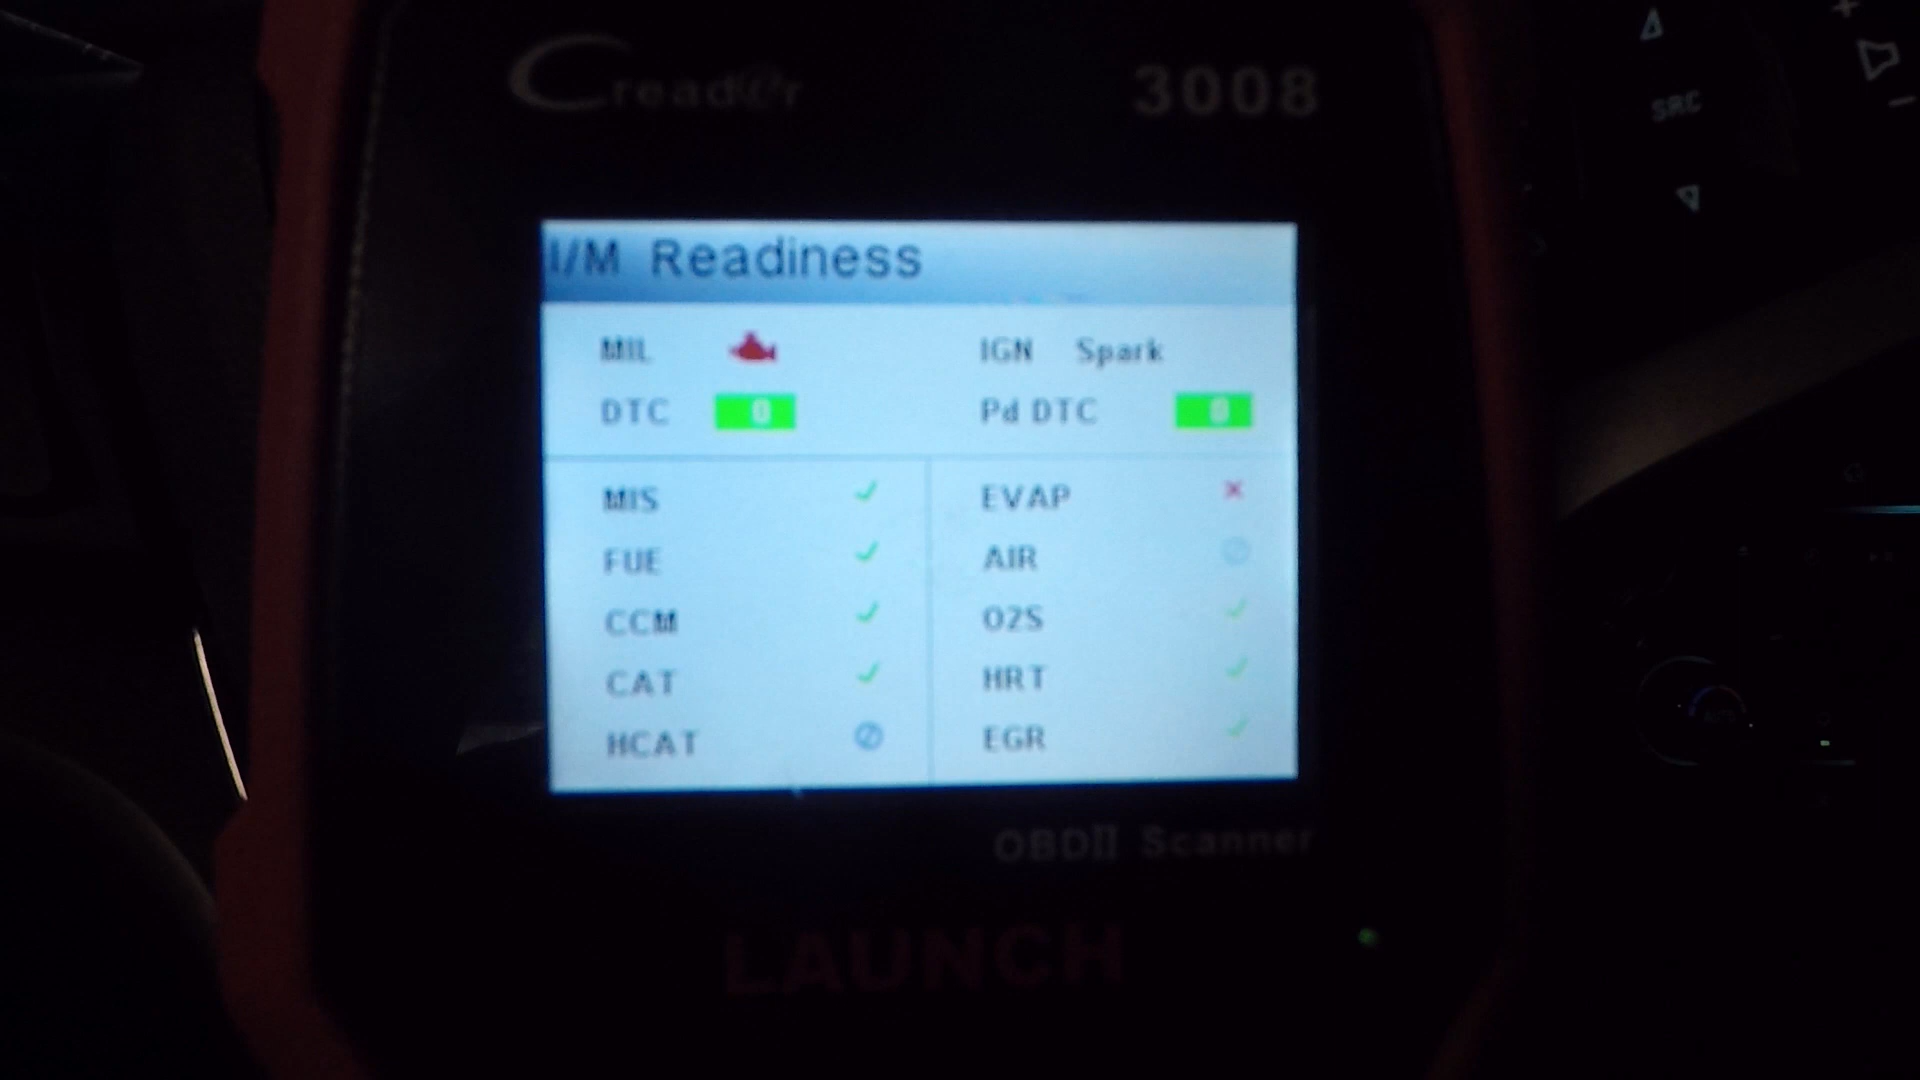 Creader 3008
SRC
I/M Readiness
MIL IGN Spark
DTC 0 Pd DTC 0
MIS EVAP
FUE AIR
CCM O2S
CAT HRT
HCAT EGR
OBDII Scanner
LAUNCH